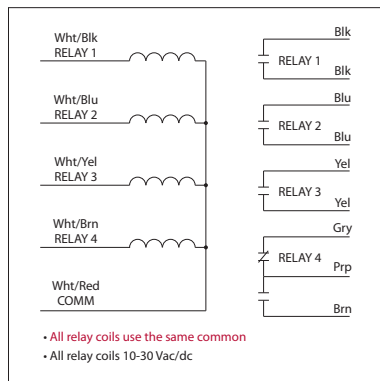 Wht/Blk
RELAY 1
Wht/Blu
RELAY 2
Wht/Yel
RELAY 3
Wht/Brn
RELAY 4
Wht/Red
COMM
Blk
RELAY 1
Blk
Blu
RELAY 2
Blu
Yel
RELAY 3
Yel
Gry
RELAY 4
Prp
Brn
• All relay coils use the same common
• All relay coils 10-30 Vac/dc